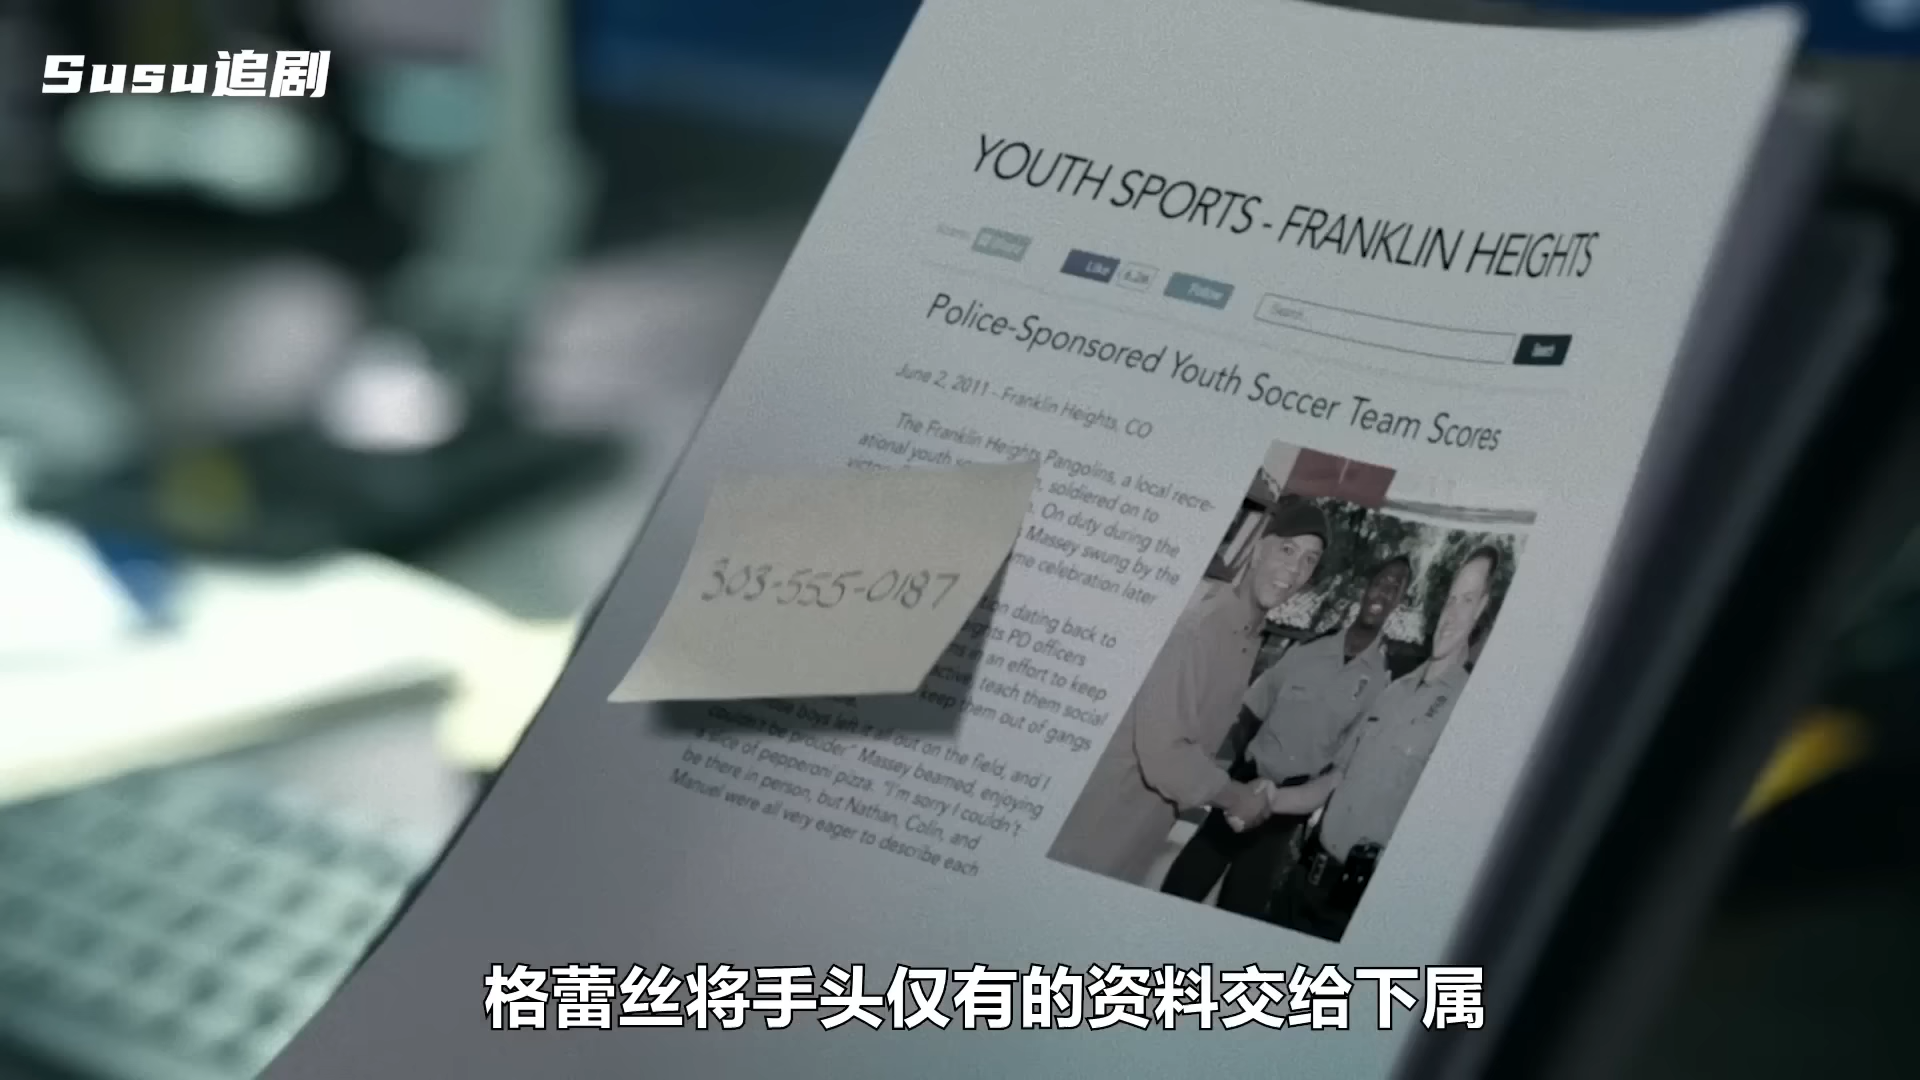 Susu追剧
YOUTH SPORTS - FRANKLIN HEIGHTS
Like
Follow
Search...
Search
Police-Sponsored Youth Soccer Team Scores
June 2, 2011 - Franklin Heights, CO
The Franklin Heights Pangolins, a local recre-
ational youth
soldiered on to
On duty during the
Massey swung by the
celebration later
303-555-0187
dating back to
PD officers
in an effort to keep
teach them social
keep them out of gangs
boys left it all out on the field, and I
couldn't be prouder." Massey beamed, enjoying
a slice of pepperoni pizza. "I'm sorry I couldn't
be there in person, but Nathan, Colin, and
Manuel were all very eager to describe each
格蕾丝将手头仅有的资料交给下属